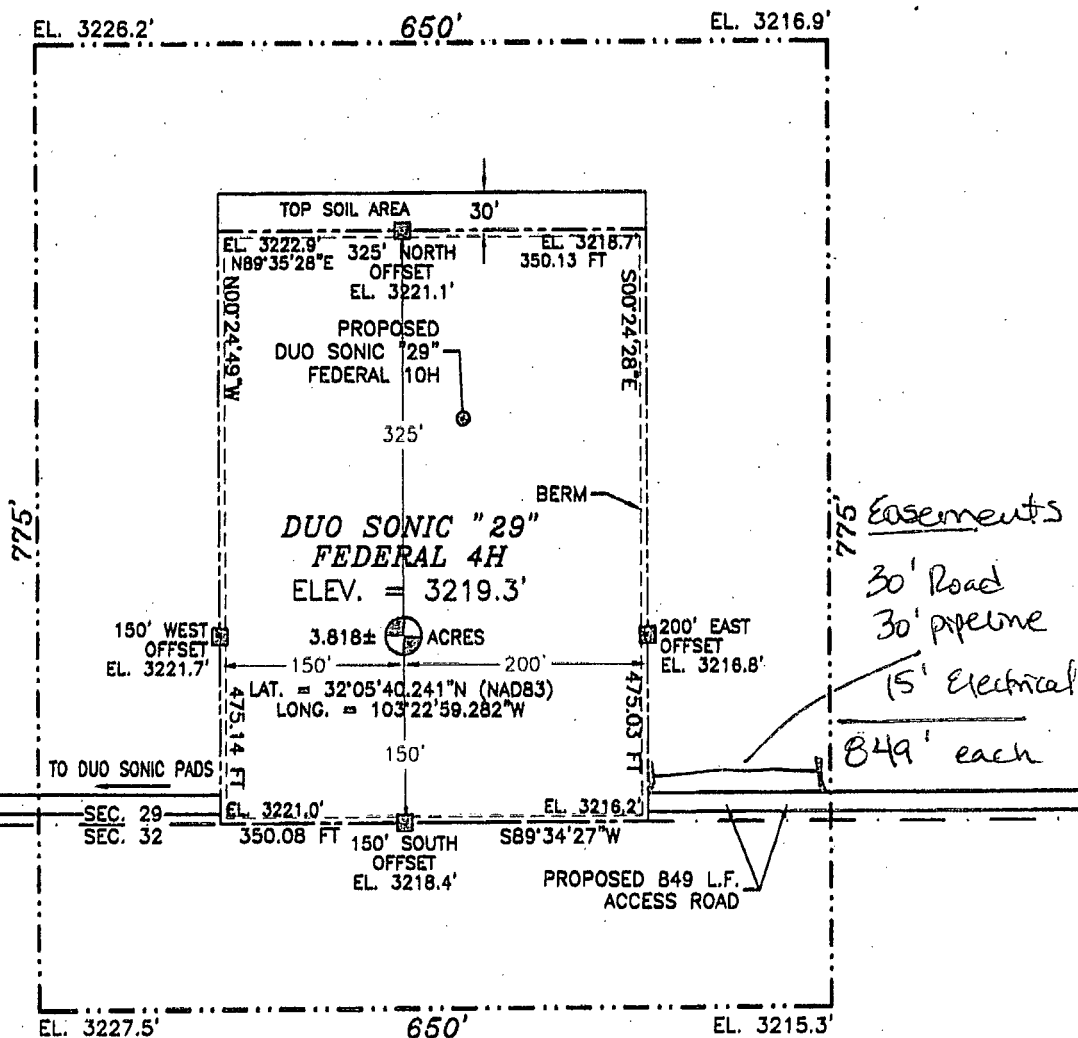 EL. 3226.2'
650'
EL. 3216.9'
TOP SOIL AREA
30'
EL. 3222.9'
N89°35'28"E
325' NORTH
OFFSET
EL. 3221.1'
EL. 3218.7'
350.13 FT
N00°24'49"W
S00°24'28"E
PROPOSED
DUO SONIC "29"
FEDERAL 10H
325'
BERM
775'
775'
DUO SONIC "29"
FEDERAL 4H
ELEV. = 3219.3'
Easements
30' Road
30' pipeline
15' Electrical
849' each
150' WEST
OFFSET
EL. 3221.7'
3.818± ACRES
200' EAST
OFFSET
EL. 3216.8'
150'
200'
LAT. = 32°05'40.241"N (NAD83)
LONG. = 103°22'59.282"W
475.14 FT
475.03 FT
150'
TO DUO SONIC PADS
SEC. 29
SEC. 32
EL. 3221.0'
350.08 FT
EL. 3216.2'
S89°34'27"W
150' SOUTH
OFFSET
EL. 3218.4'
PROPOSED 849 L.F.
ACCESS ROAD
EL. 3227.5'
650'
EL. 3215.3'